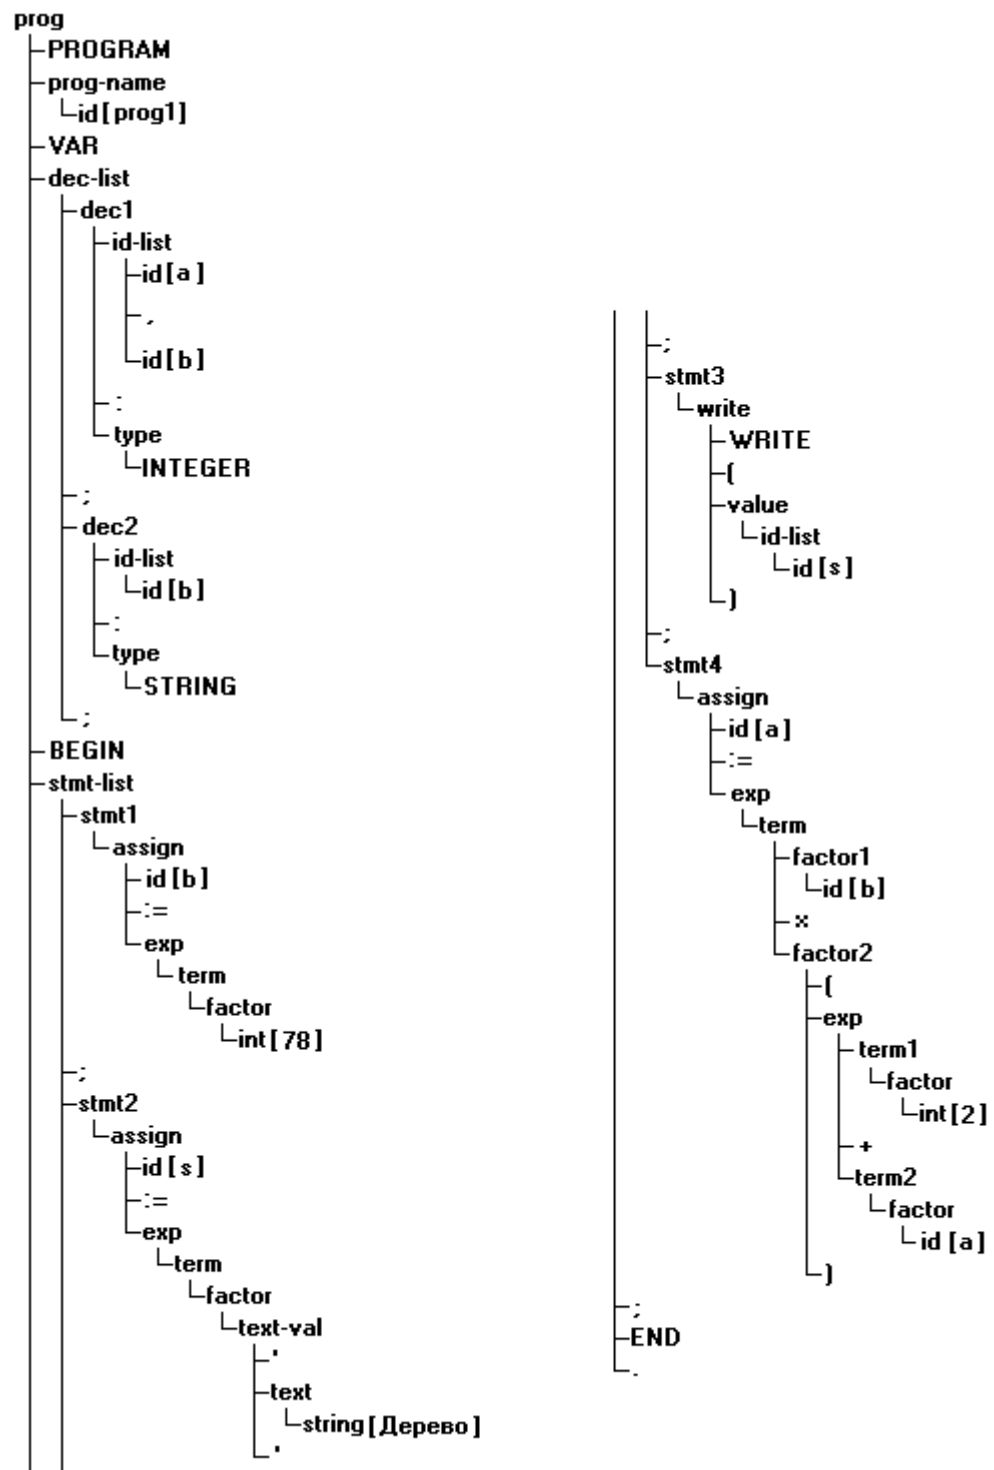 prog
PROGRAM
prog-name
id[prog1]
VAR
dec-list
dec1
id-list
id[a]
,
id[b]
:
type
INTEGER
;
dec2
id-list
id[b]
:
type
STRING
;
BEGIN
stmt-list
stmt1
assign
id[b]
:=
exp
term
factor
int[78]
;
stmt2
assign
id[s]
:=
exp
term
factor
text-val
'
text
string[Дерево]
'
;
stmt3
write
WRITE
(
value
id-list
id[s]
)
;
stmt4
assign
id[a]
:=
exp
term
factor1
id[b]
×
factor2
(
exp
term1
factor
int[2]
+
term2
factor
id[a]
)
;
END
.